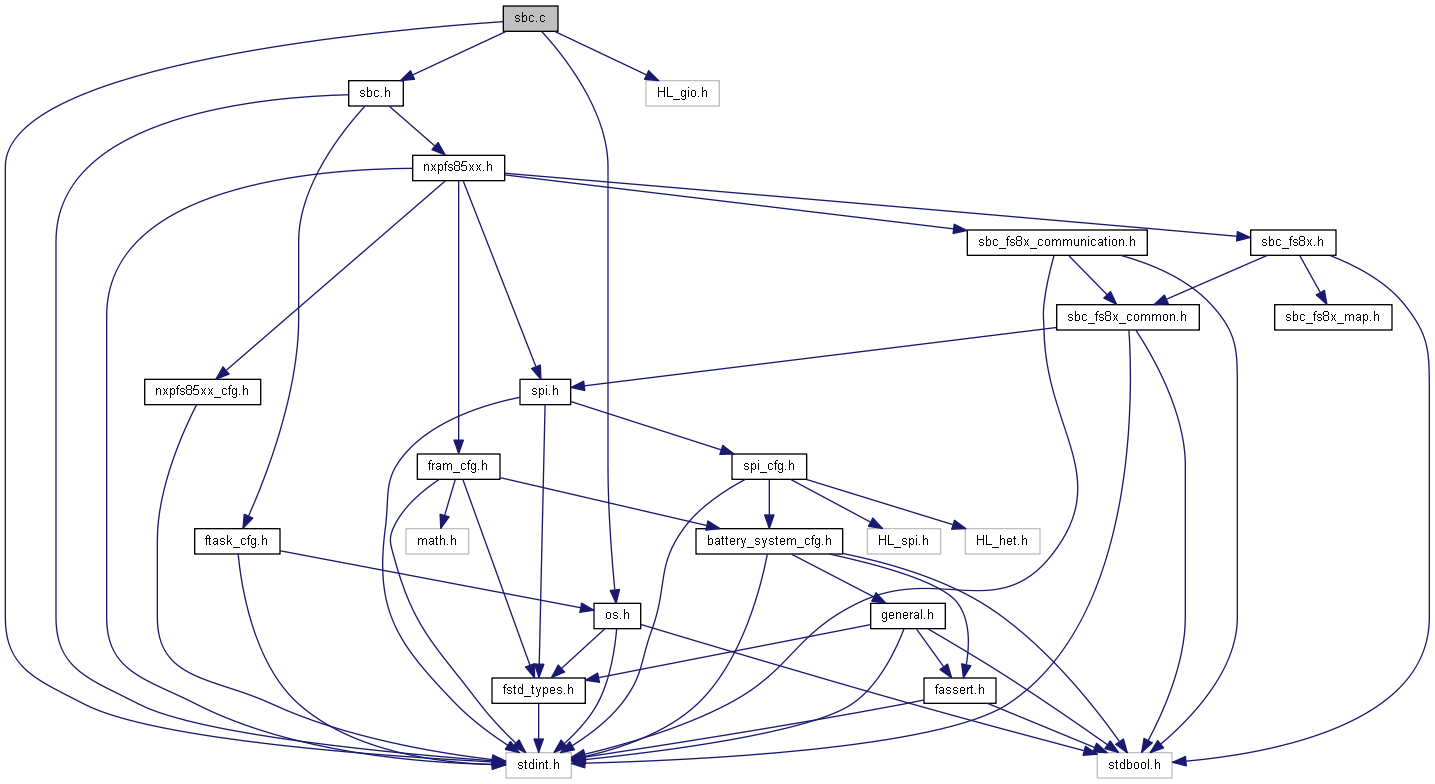 sbc.c
sbc.h
HL_gio.h
nxpfs85xx.h
sbc_fs8x_communication.h
sbc_fs8x.h
sbc_fs8x_common.h
sbc_fs8x_map.h
nxpfs85xx_cfg.h
spi.h
fram_cfg.h
spi_cfg.h
ftask_cfg.h
math.h
battery_system_cfg.h
HL_spi.h
HL_het.h
os.h
general.h
fstd_types.h
fassert.h
stdint.h
stdbool.h